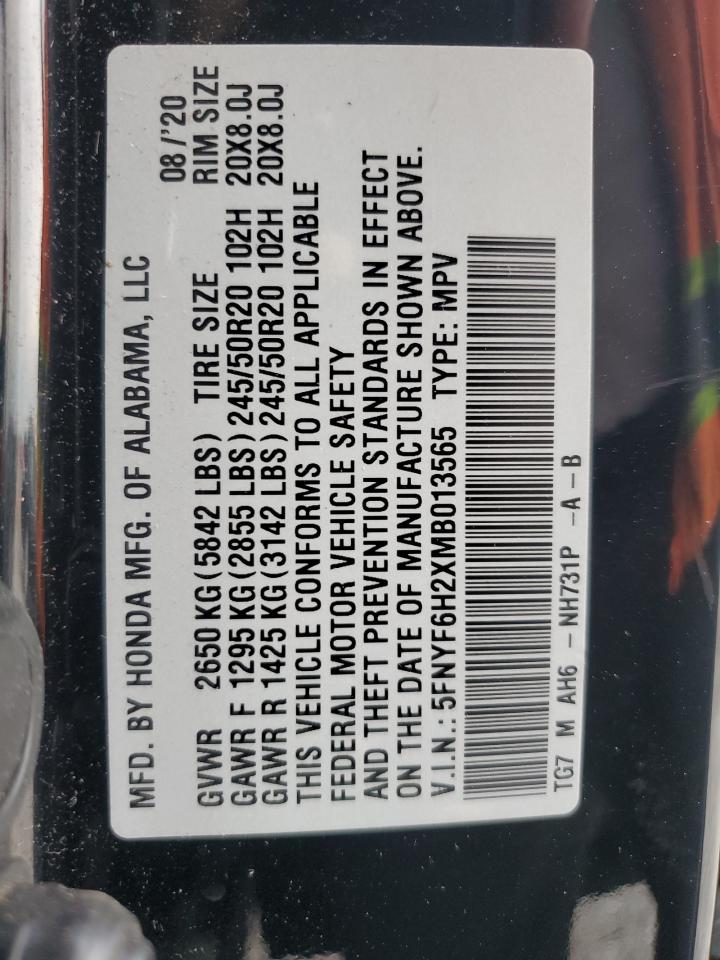 MFD. BY HONDA MFG. OF ALABAMA, LLC 08/'20
GVWR 2650 KG(5842 LBS) TIRE SIZE RIM SIZE
GAWR F 1295 KG(2855 LBS)245/50R20 102H 20X8.0J
GAWR R 1425 KG(3142 LBS)245/50R20 102H 20X8.0J
THIS VEHICLE CONFORMS TO ALL APPLICABLE
FEDERAL MOTOR VEHICLE SAFETY
AND THEFT PREVENTION STANDARDS IN EFFECT
ON THE DATE OF MANUFACTURE SHOWN ABOVE.
V.I.N.: 5FNYF6H2XMB013565 TYPE: MPV
TG7 M AH6 - NH731P -A-B